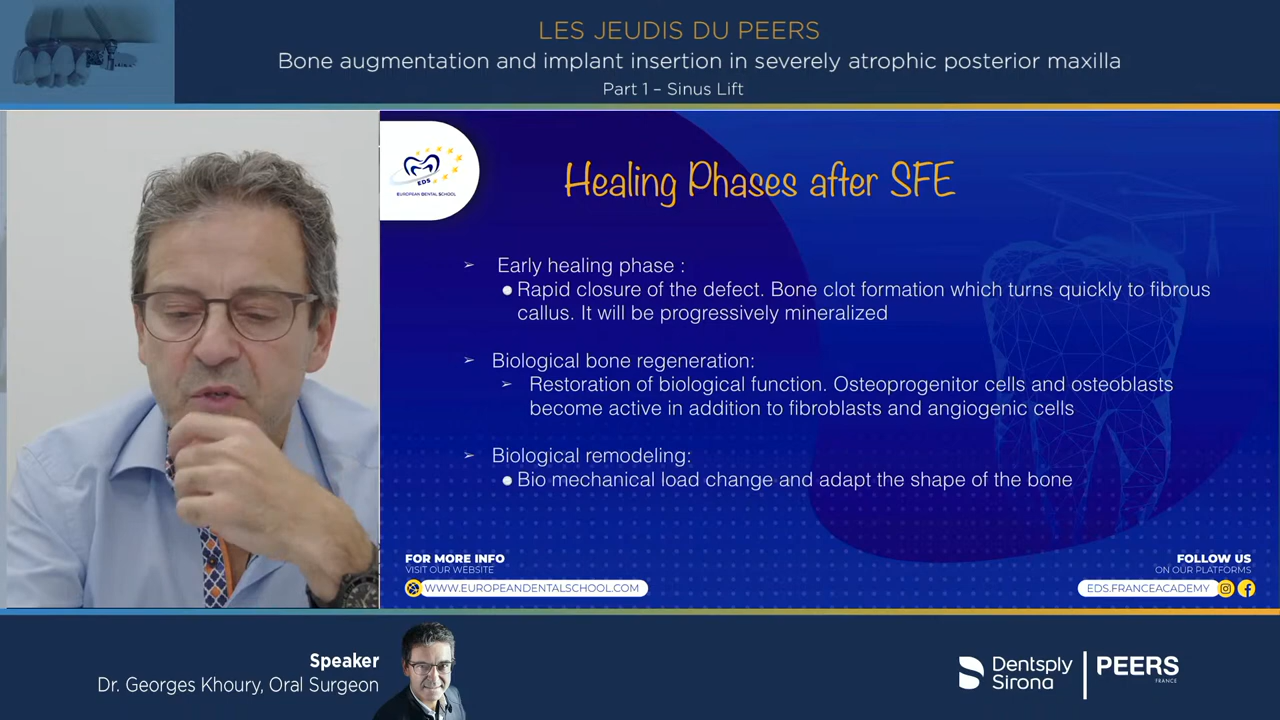 LES JEUDIS DU PEERS
Bone augmentation and implant insertion in severely atrophic posterior maxilla
Part 1 – Sinus Lift
EDS
EUROPEAN DENTAL SCHOOL
Healing Phases after SFE
➢ Early healing phase :
● Rapid closure of the defect. Bone clot formation which turns quickly to fibrous
callus. It will be progressively mineralized
➢ Biological bone regeneration:
➢ Restoration of biological function. Osteoprogenitor cells and osteoblasts
become active in addition to fibroblasts and angiogenic cells
➢ Biological remodeling:
● Bio mechanical load change and adapt the shape of the bone
FOR MORE INFO
VISIT OUR WEBSITE
WWW.EUROPEANDENTALSCHOOL.COM
FOLLOW US
ON OUR PLATFORMS
EDS.FRANCEACADEMY
Speaker
Dr. Georges Khoury, Oral Surgeon
Dentsply
Sirona
PEERS
FRANCE